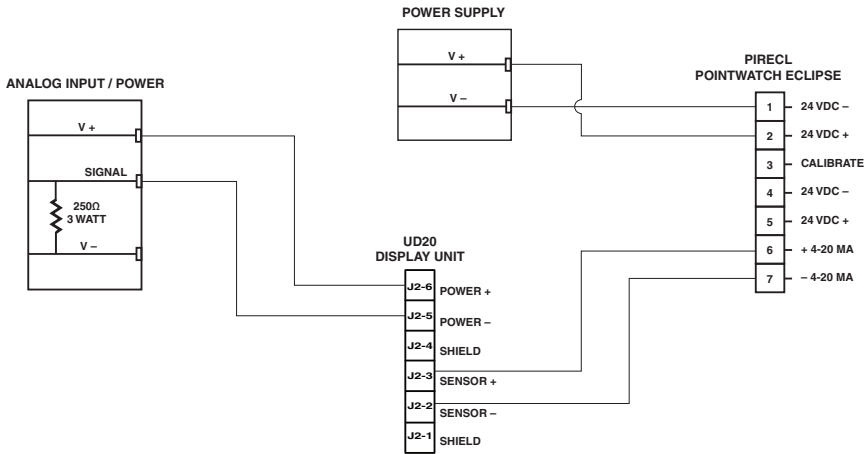 POWER SUPPLY
V +
V –
ANALOG INPUT / POWER
V +
SIGNAL
250Ω
3 WATT
V –
PIRECL
POINTWATCH ECLIPSE
1 24 VDC –
2 24 VDC +
3 CALIBRATE
4 24 VDC –
5 24 VDC +
6 + 4-20 MA
7 – 4-20 MA
UD20
DISPLAY UNIT
J2-6 POWER +
J2-5 POWER –
J2-4 SHIELD
J2-3 SENSOR +
J2-2 SENSOR –
J2-1 SHIELD